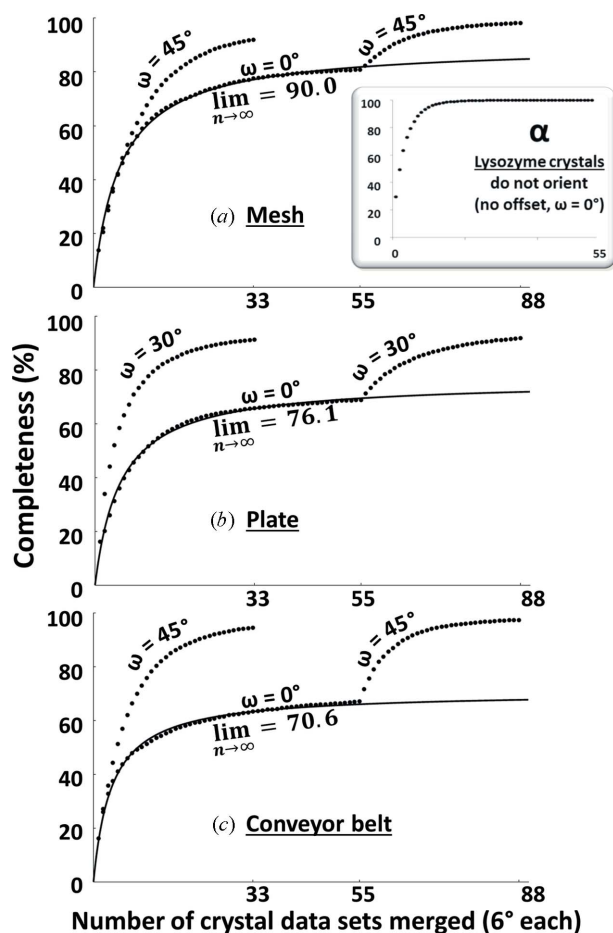 Completeness (%)
100
80
60
40
20
0
ω = 45°
ω = 0°
lim n→∞ = 90.0
ω = 45°
(a) Mesh
33
55
88
100
80
60
40
20
0
α
Lysozyme crystals
do not orient
(no offset, ω = 0°)
0
55
100
80
60
40
20
0
ω = 30°
ω = 0°
lim n→∞ = 76.1
ω = 30°
(b) Plate
33
55
88
100
80
60
40
20
0
ω = 45°
ω = 0°
lim n→∞ = 70.6
ω = 45°
(c) Conveyor belt
33
55
88
Number of crystal data sets merged (6° each)